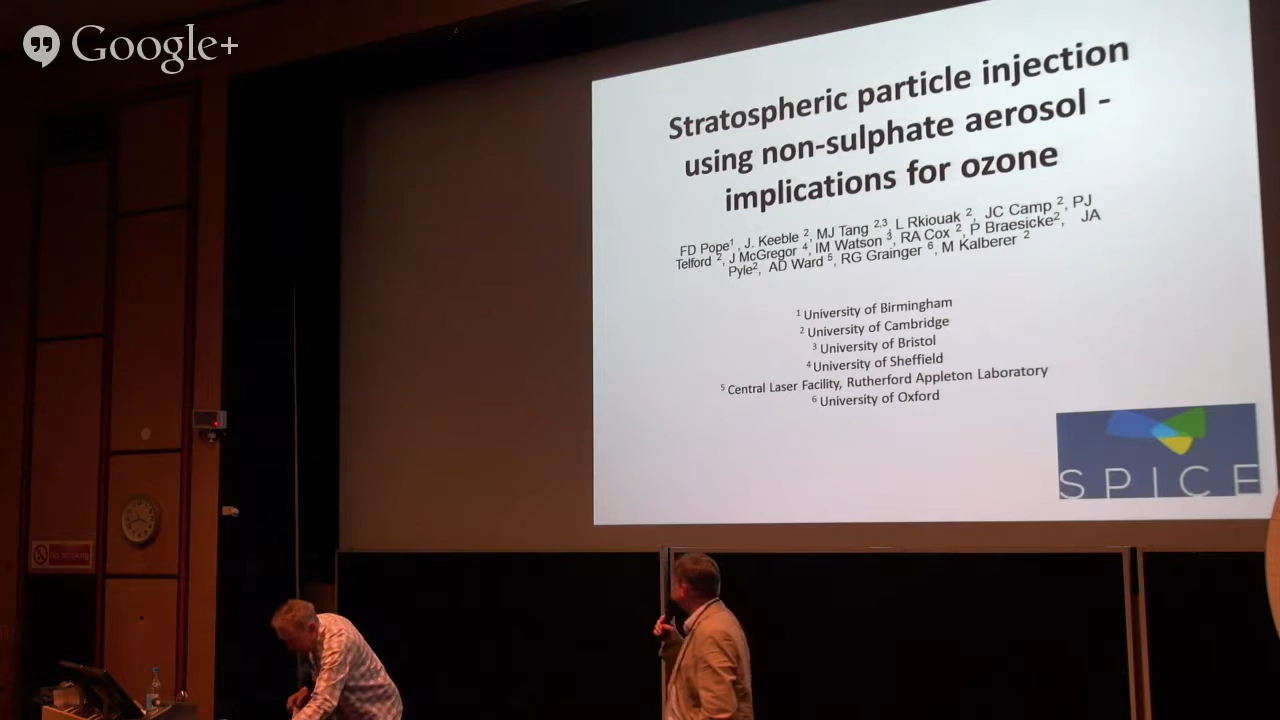 Google+
Stratospheric particle injection
using non-sulphate aerosol -
implications for ozone
FD Pope¹, J. Keeble ², MJ Tang ²,³, L Rkiouak ², JC Camp ², PJ
Telford ², J McGregor ⁴, IM Watson ³, RA Cox ², P Braesicke², JA
Pyle², AD Ward ⁵, RG Grainger ⁶, M Kalberer ²
¹ University of Birmingham
² University of Cambridge
³ University of Bristol
⁴ University of Sheffield
⁵ Central Laser Facility, Rutherford Appleton Laboratory
⁶ University of Oxford
SPICE
No smoking